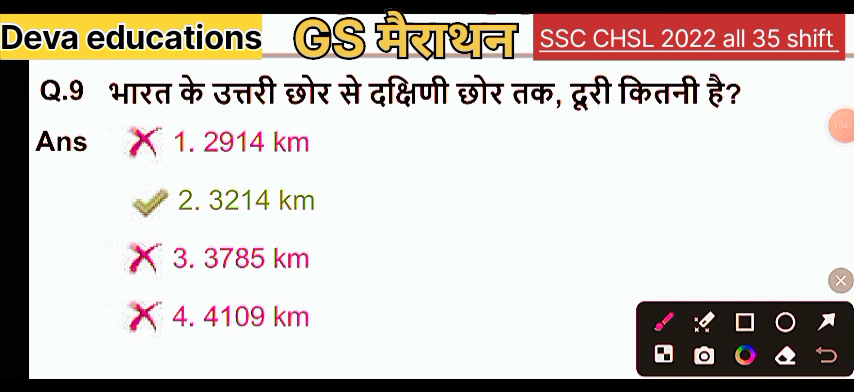 Deva educations GS मैराथन SSC CHSL 2022 all 35 shift
Q.9 भारत के उत्तरी छोर से दक्षिणी छोर तक, दूरी कितनी है?
Ans 1. 2914 km
2. 3214 km
3. 3785 km
4. 4109 km